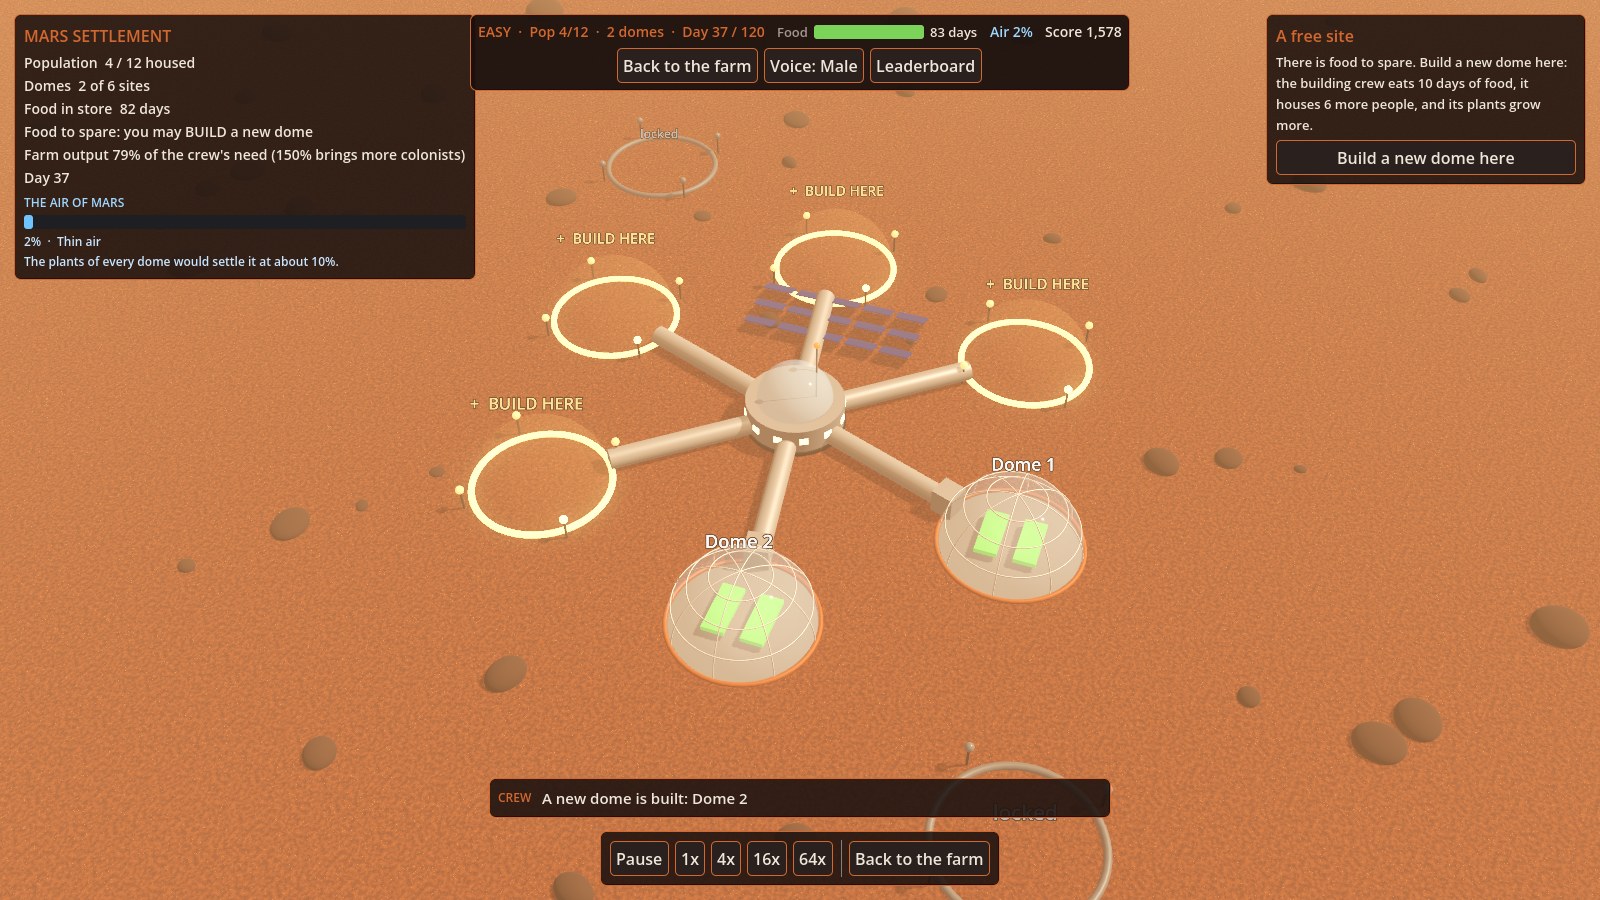 MARS SETTLEMENT
Population 4 / 12 housed
Domes 2 of 6 sites
Food in store 82 days
Food to spare: you may BUILD a new dome
Farm output 79% of the crew's need (150% brings more colonists)
Day 37
THE AIR OF MARS
2% · Thin air
The plants of every dome would settle it at about 10%.
EASY · Pop 4/12 · 2 domes · Day 37 / 120 Food 83 days Air 2% Score 1,578
Back to the farm Voice: Male Leaderboard
A free site
There is food to spare. Build a new dome here:
the building crew eats 10 days of food, it
houses 6 more people, and its plants grow
more.
Build a new dome here
locked
+ BUILD HERE
+ BUILD HERE
+ BUILD HERE
+ BUILD HERE
Dome 1
Dome 2
CREW A new dome is built: Dome 2
locked
Pause 1x 4x 16x 64x Back to the farm